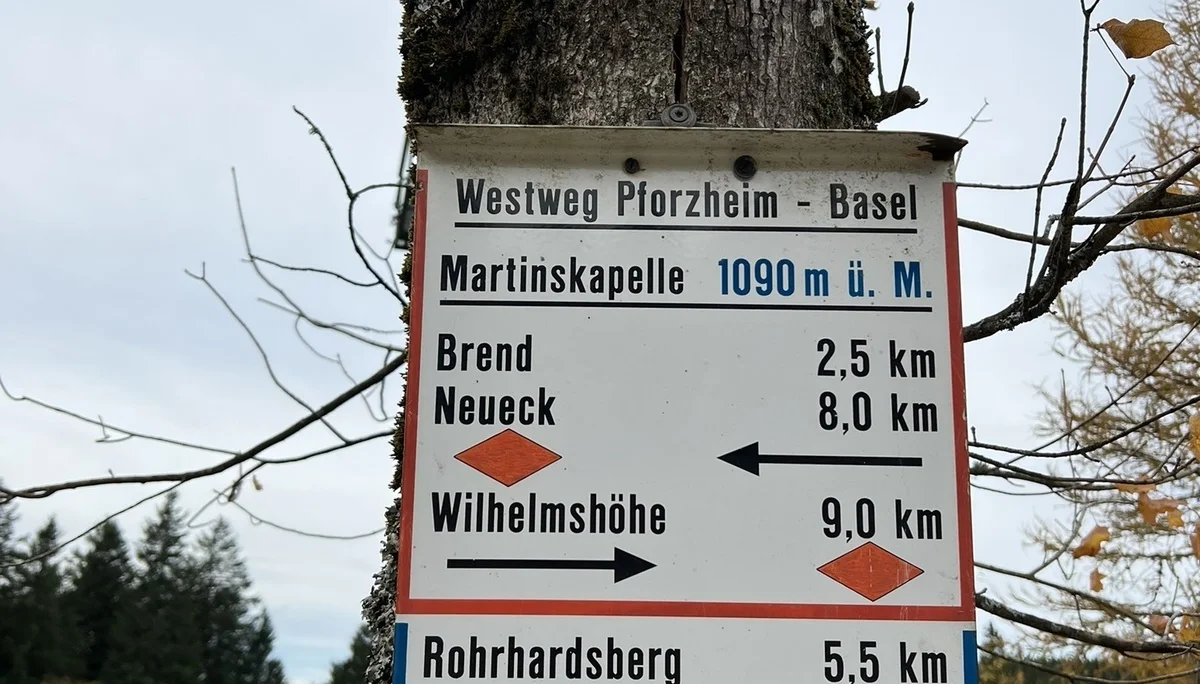 Westweg Pforzheim - Basel
Martinskapelle 1090 m ü. M.
Brend 2,5 km
Neueck 8,0 km
Wilhelmshöhe 9,0 km
Rohrhardsberg 5,5 km